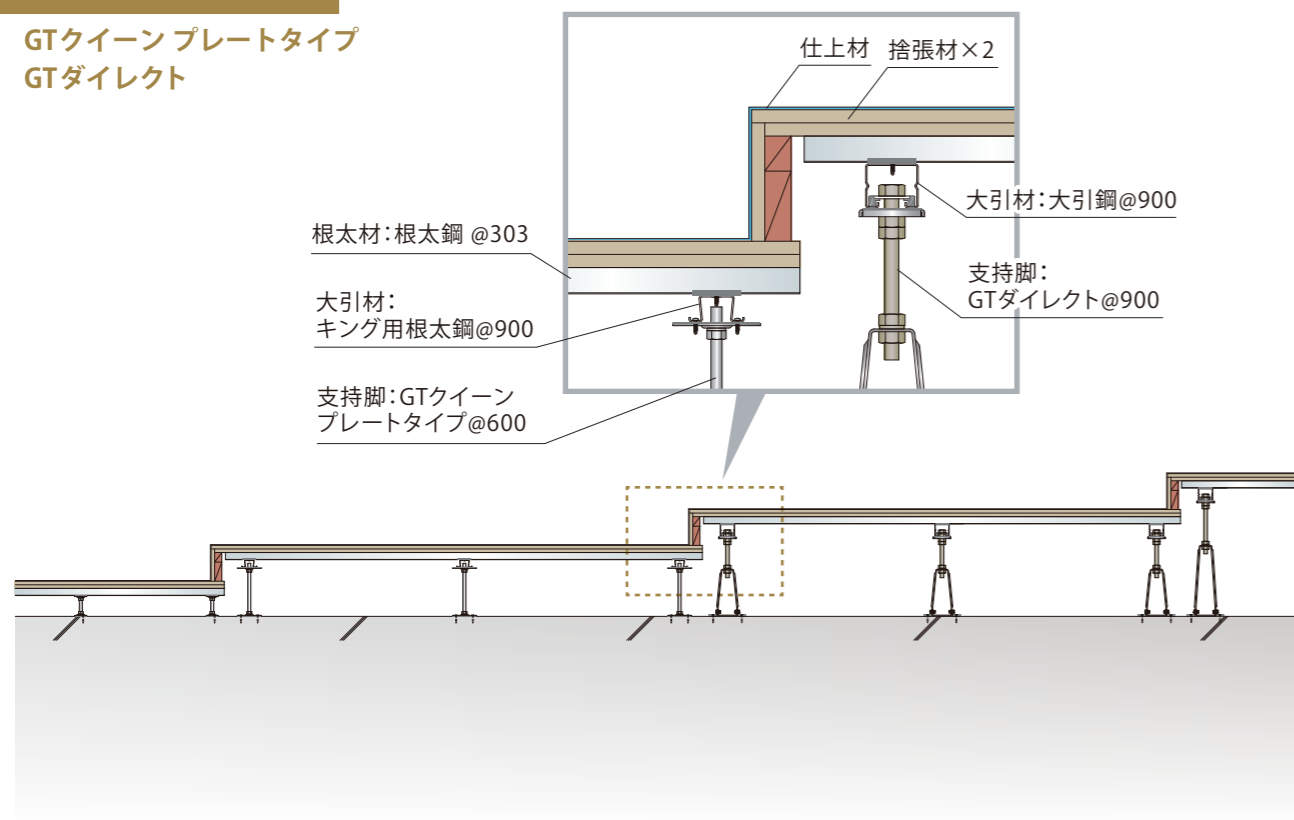 GTクイーン プレートタイプ
GTダイレクト
仕上材
捨張材×2
大引材：大引鋼@900
根太材：根太鋼 @303
支持脚：
GTダイレクト@900
大引材：
キング用根太鋼@900
支持脚：GTクイーン
プレートタイプ@600